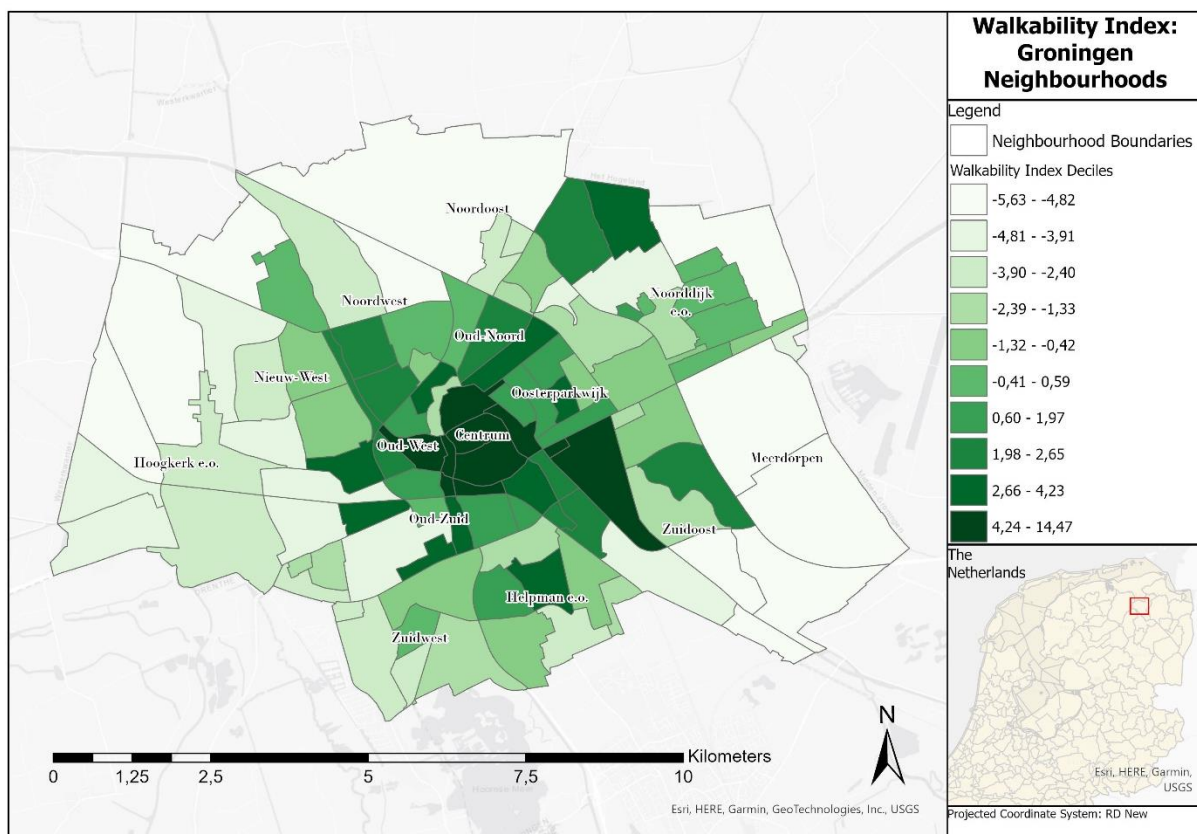 Walkability Index:
Groningen
Neighbourhoods
Legend
Neighbourhood Boundaries
Walkability Index Deciles
-5,63 - -4,82
-4,81 - -3,91
-3,90 - -2,40
-2,39 - -1,33
-1,32 - -0,42
-0,41 - 0,59
0,60 - 1,97
1,98 - 2,65
2,66 - 4,23
4,24 - 14,47
The
Netherlands
Esri, HERE, Garmin,
USGS
Projected Coordinate System: RD New
Noordoost
Noordwest
Noorddijk
e.o.
Oud-Noord
Nieuw-West
Oosterparkwijk
Centrum
Oud-West
Hoogkerk e.o.
Meerdorpen
Oud-Zuid
Zuidoost
Helpman e.o.
Zuidwest
DRENTHE
Het Hogeland
N
Kilometers
0 1,25 2,5 5 7,5 10
Esri, HERE, Garmin, GeoTechnologies, Inc., USGS